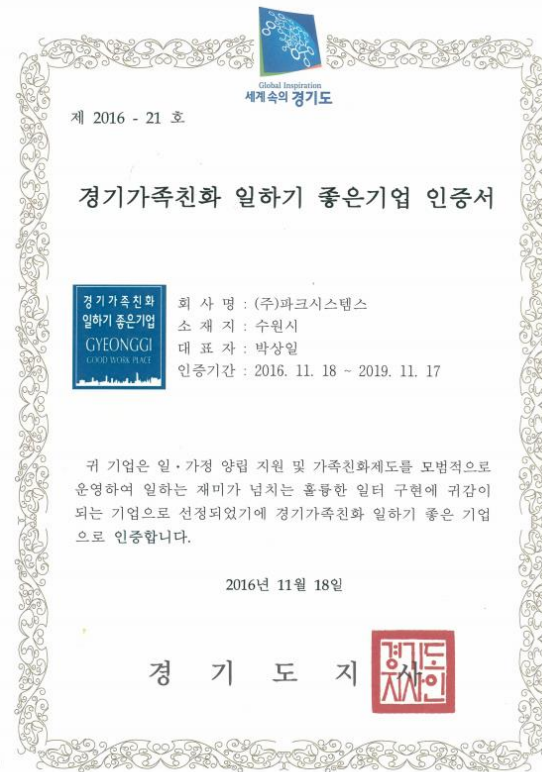 Global Inspiration
세계속의 경기도
제 2016 - 21 호
경기가족친화 일하기 좋은기업 인증서
경기가족친화
일하기 좋은기업
GYEONGGI
GOOD WORK PLACE
회 사 명 : (주)파크시스템스
소 재 지 : 수원시
대 표 자 : 박상일
인증기간 : 2016. 11. 18 ~ 2019. 11. 17
귀 기업은 일·가정 양립 지원 및 가족친화제도를 모범적으로
운영하여 일하는 재미가 넘치는 훌륭한 일터 구현에 귀감이
되는 기업으로 선정되었기에 경기가족친화 일하기 좋은 기업
으로 인증합니다.
2016년 11월 18일
경 기 도 지 사
경기도
지사인